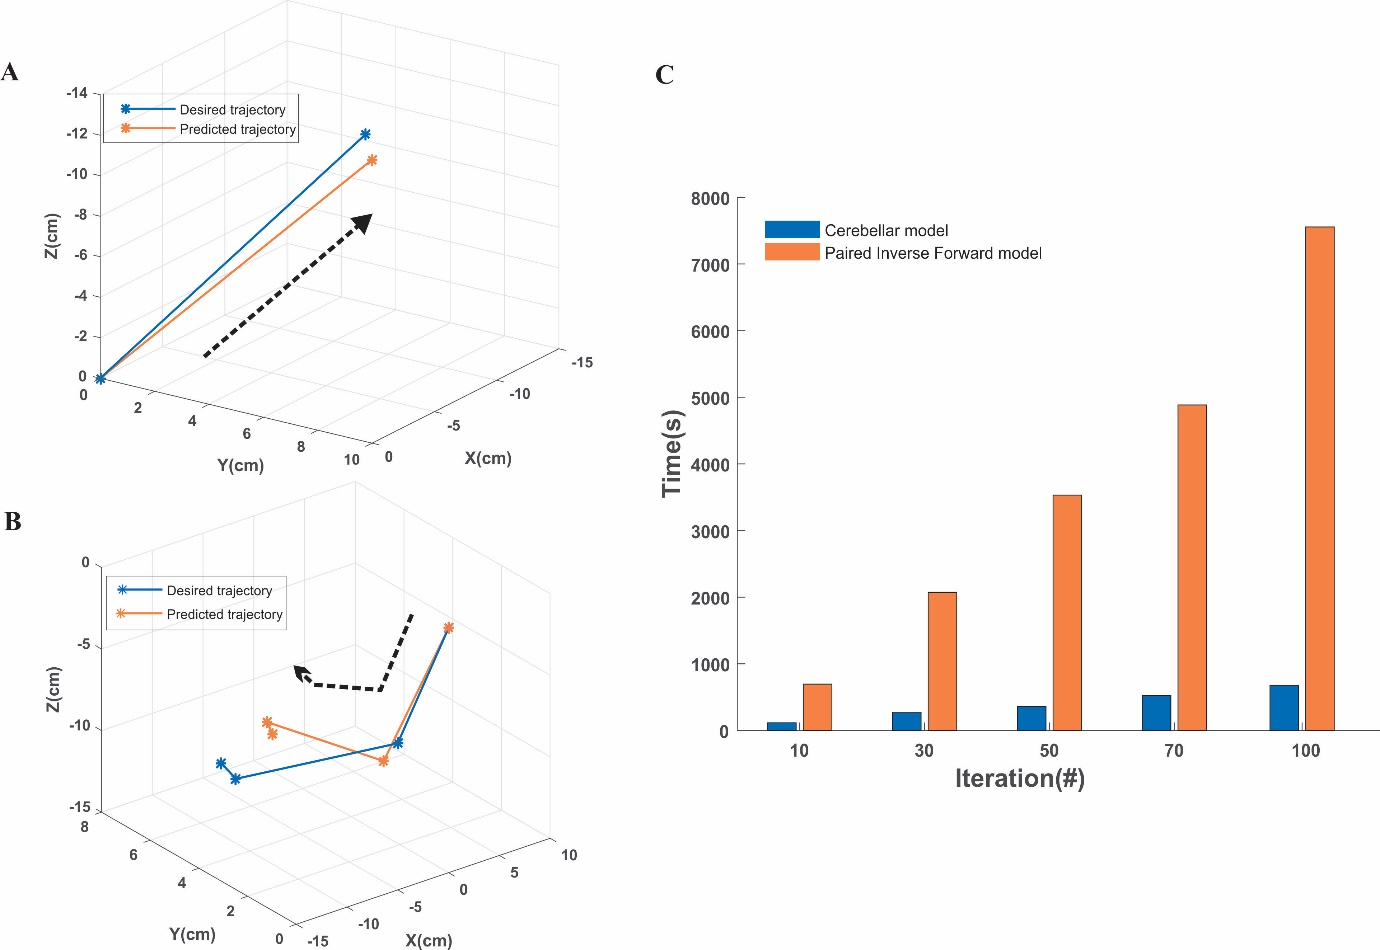 A
-14
-12
-10
-8
-6
-4
-2
0
Z(cm)
Desired trajectory
Predicted trajectory
0
2
4
6
8
10
Y(cm)
0
-5
-10
-15
X(cm)
B
0
-5
-10
-15
Z(cm)
Desired trajectory
Predicted trajectory
8
6
4
2
0
Y(cm)
-15
-10
-5
0
5
10
X(cm)
C
8000
7000
6000
5000
4000
3000
2000
1000
0
Time(s)
Cerebellar model
Paired Inverse Forward model
10
30
50
70
100
Iteration(#)